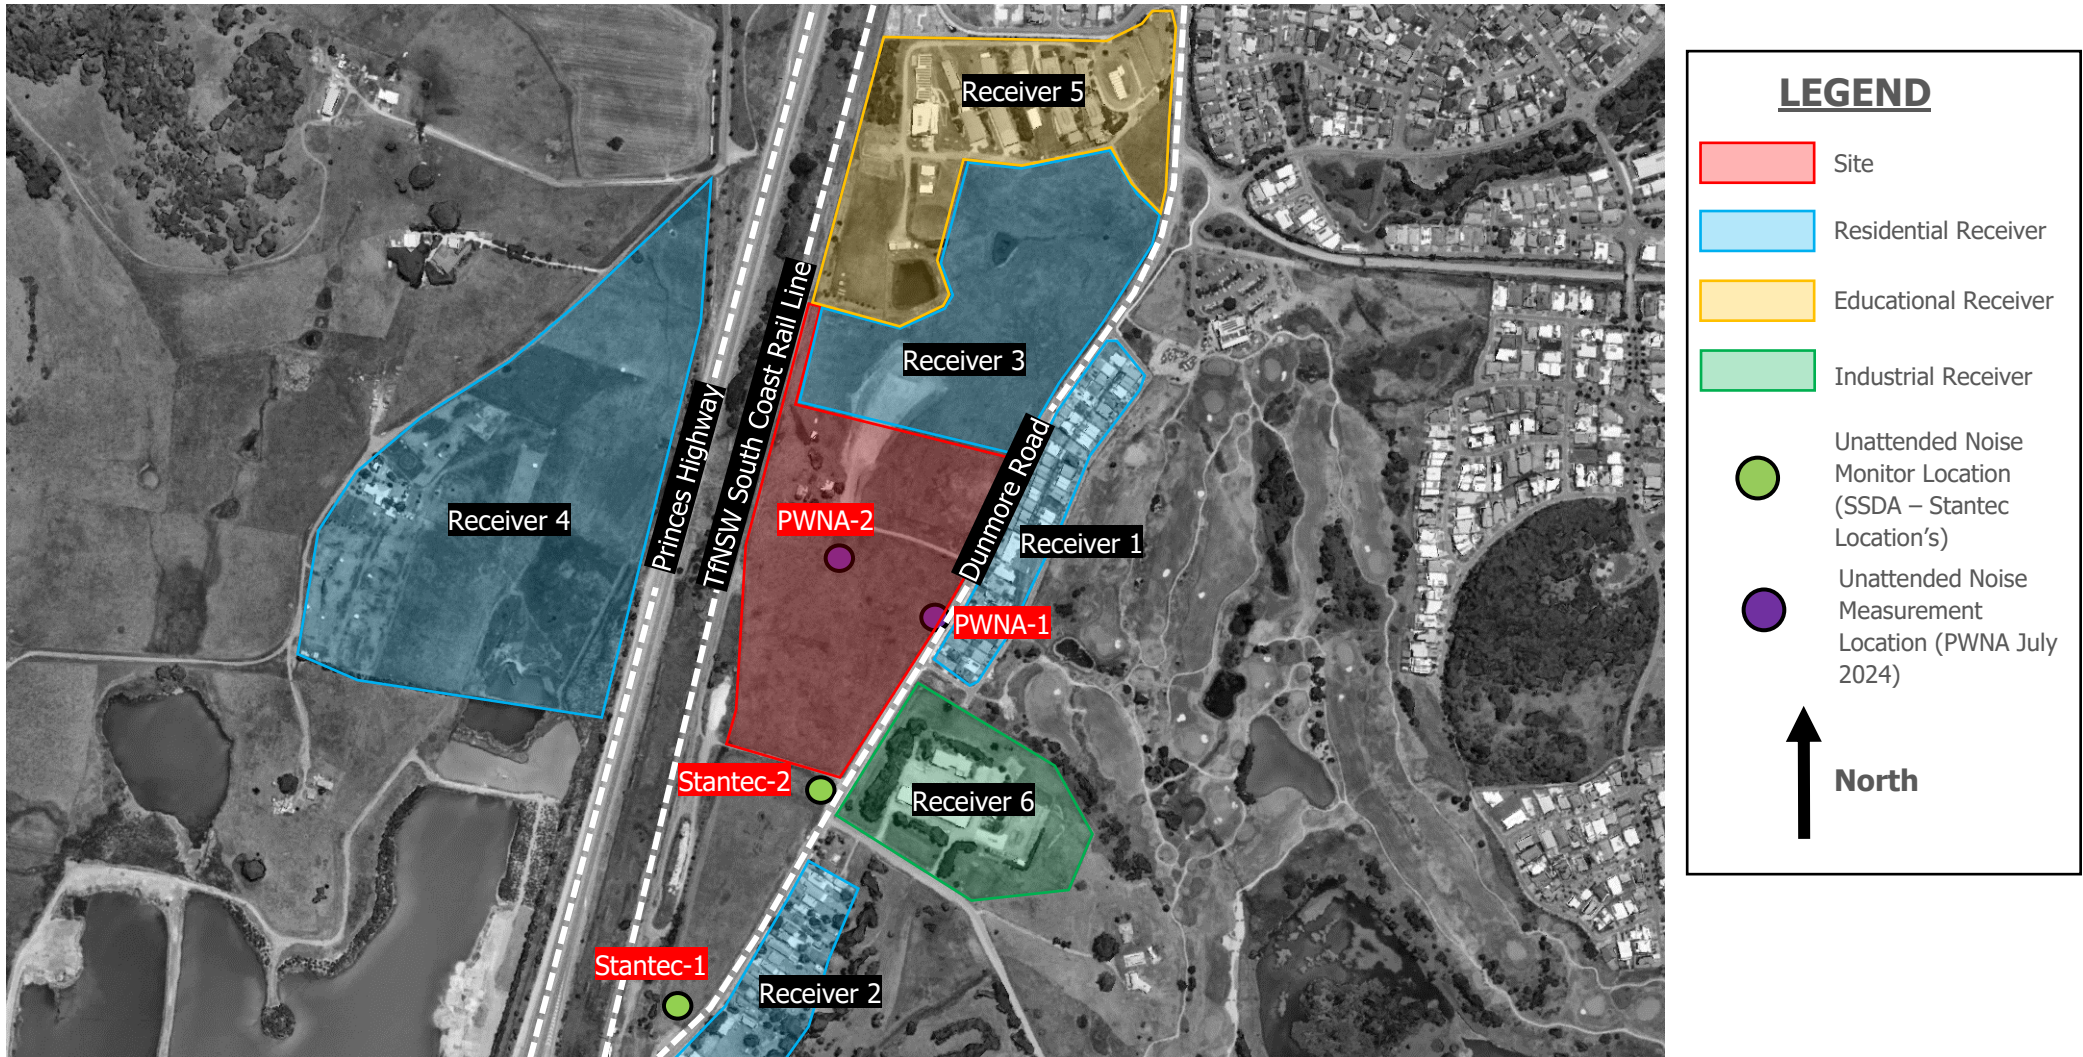 Receiver 5
TfNSW South Coast Rail Line
Receiver 3
Princes Highway
Dunmore Road
PWNA-2
Receiver 4
Receiver 1
PWNA-1
Stantec-2
Receiver 6
Stantec-1
Receiver 2
LEGEND
Site
Residential Receiver
Educational Receiver
Industrial Receiver
Unattended Noise
Monitor Location
(SSDA – Stantec
Location's)
Unattended Noise
Measurement
Location (PWNA July
2024)
North